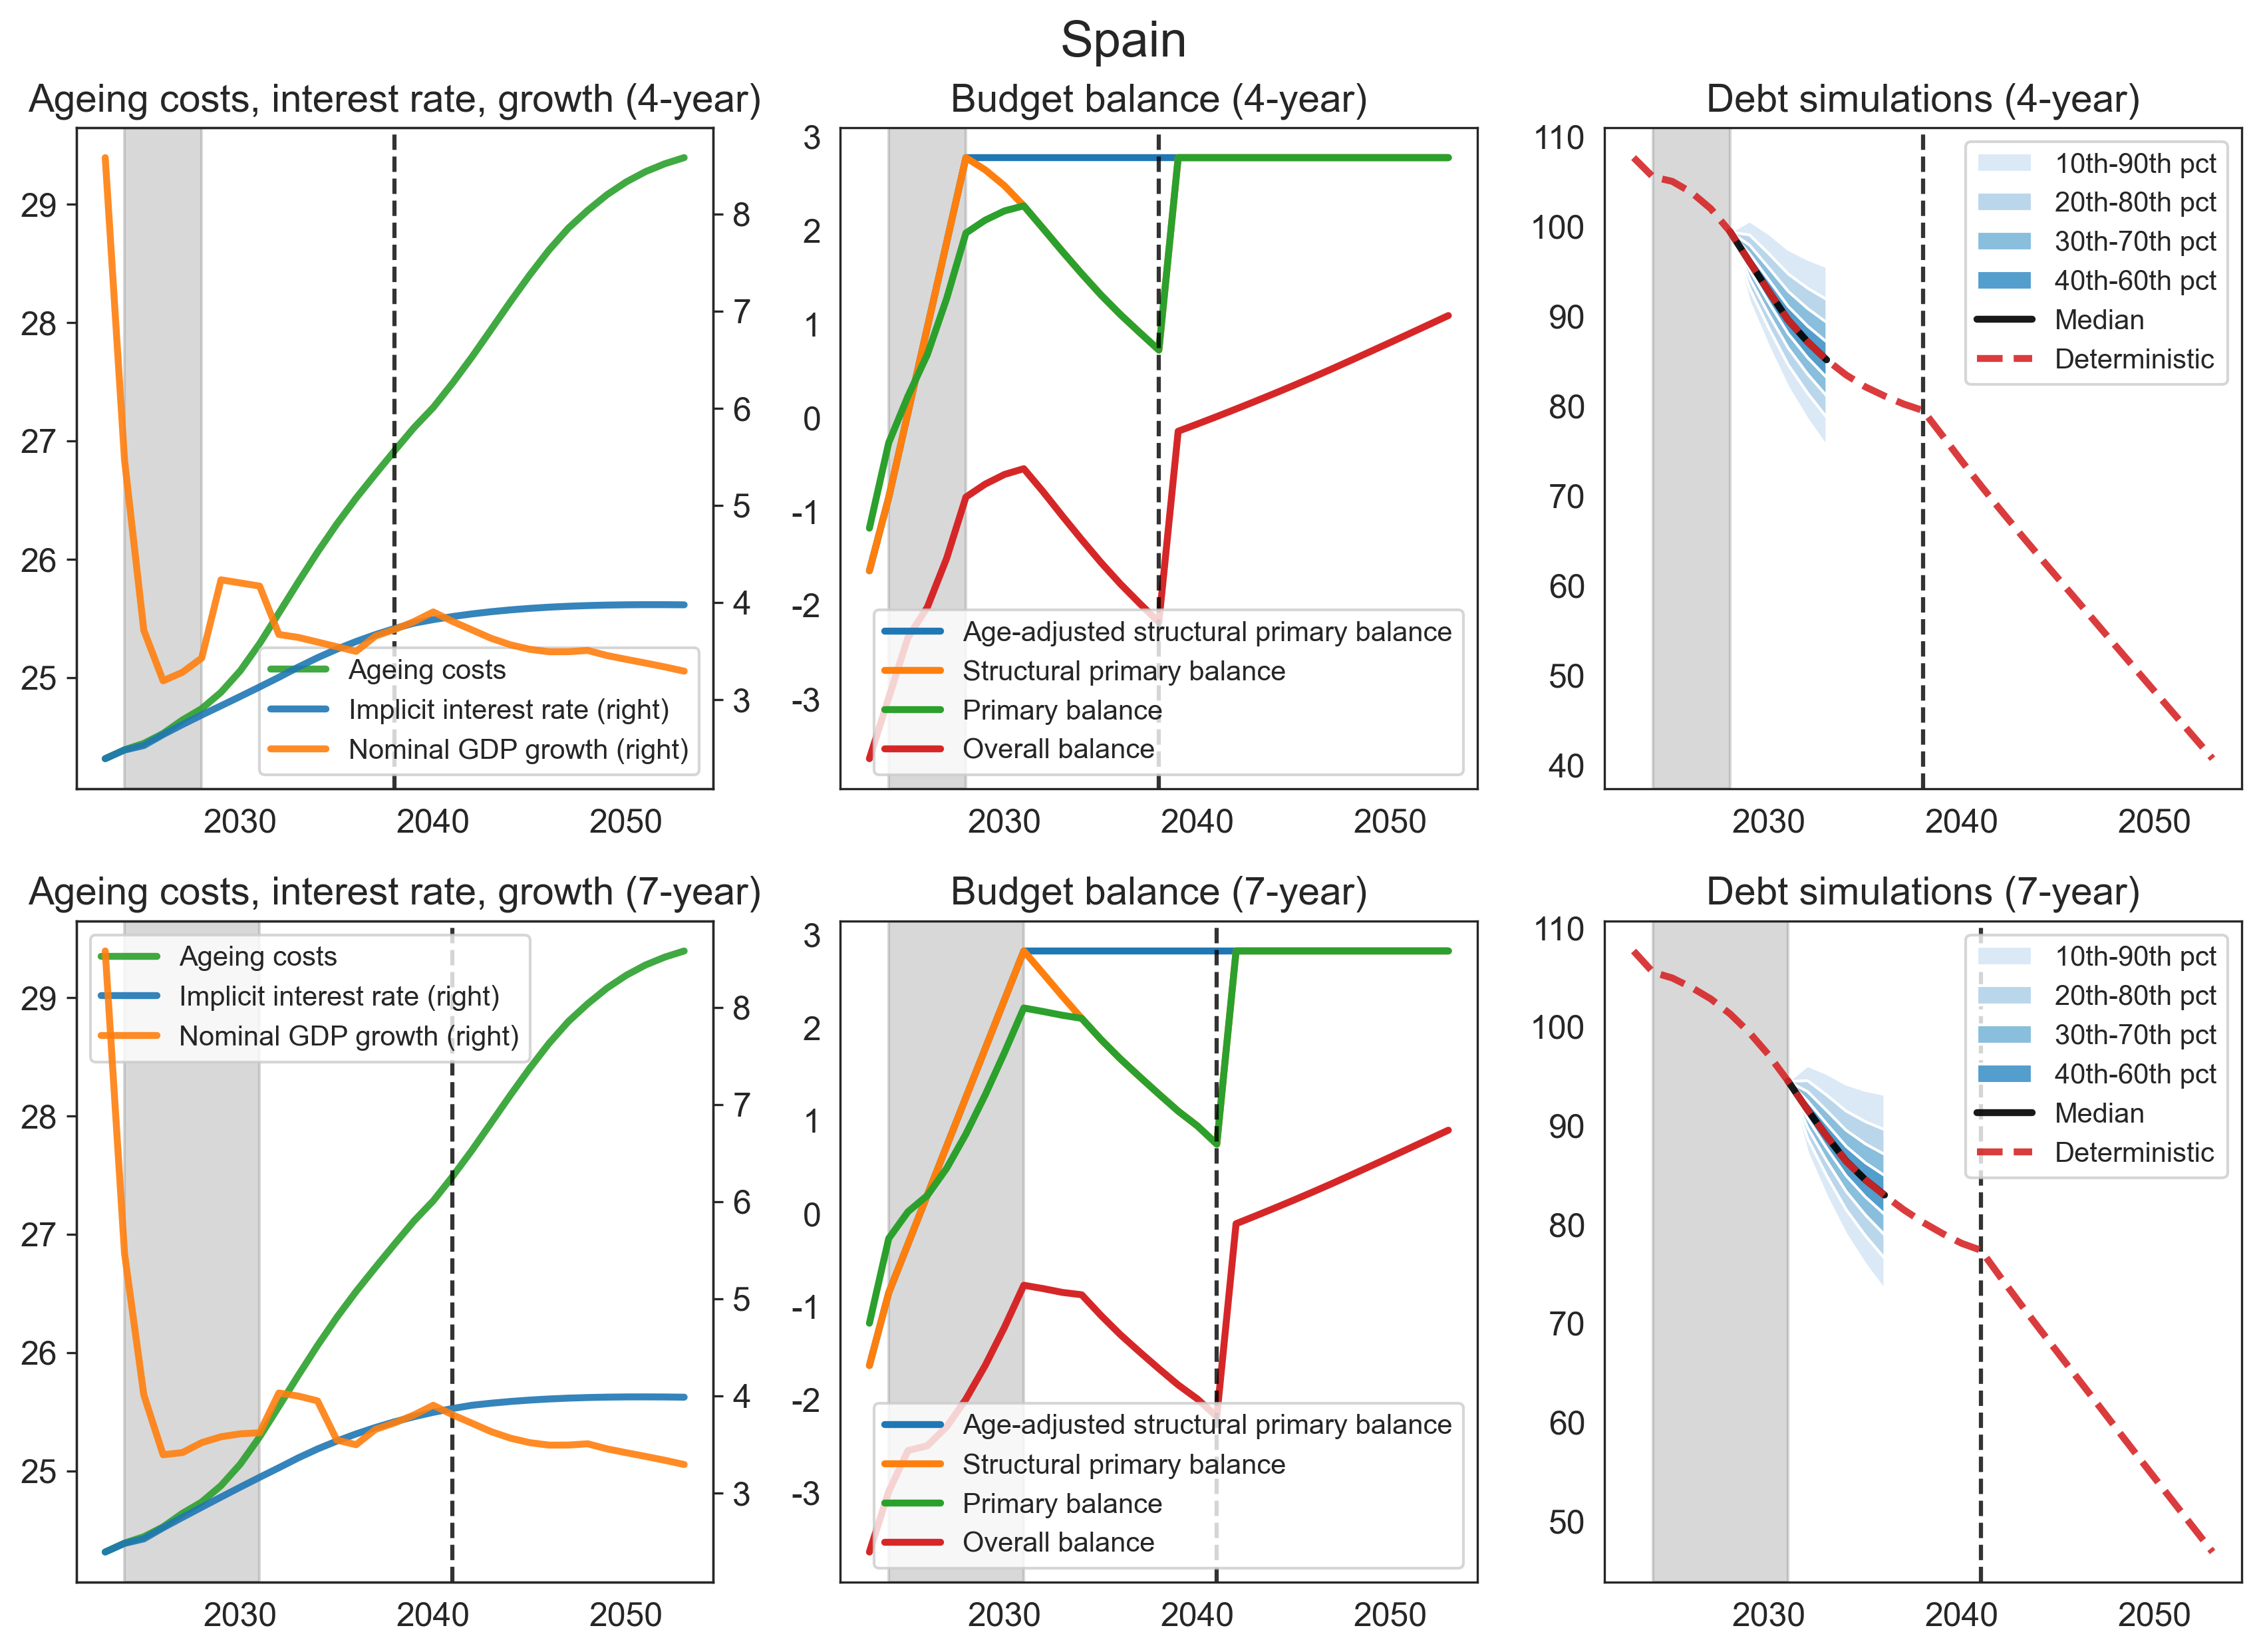 Spain
Ageing costs, interest rate, growth (4-year)
29
28
27
26
25
8
7
6
5
4
3
2030
2040
2050
Ageing costs
Implicit interest rate (right)
Nominal GDP growth (right)
Budget balance (4-year)
3
2
1
0
-1
-2
-3
2030
2040
2050
Age-adjusted structural primary balance
Structural primary balance
Primary balance
Overall balance
Debt simulations (4-year)
110
100
90
80
70
60
50
40
2030
2040
2050
10th-90th pct
20th-80th pct
30th-70th pct
40th-60th pct
Median
Deterministic
Ageing costs, interest rate, growth (7-year)
29
28
27
26
25
8
7
6
5
4
3
2030
2040
2050
Ageing costs
Implicit interest rate (right)
Nominal GDP growth (right)
Budget balance (7-year)
3
2
1
0
-1
-2
-3
2030
2040
2050
Age-adjusted structural primary balance
Structural primary balance
Primary balance
Overall balance
Debt simulations (7-year)
110
100
90
80
70
60
50
2030
2040
2050
10th-90th pct
20th-80th pct
30th-70th pct
40th-60th pct
Median
Deterministic